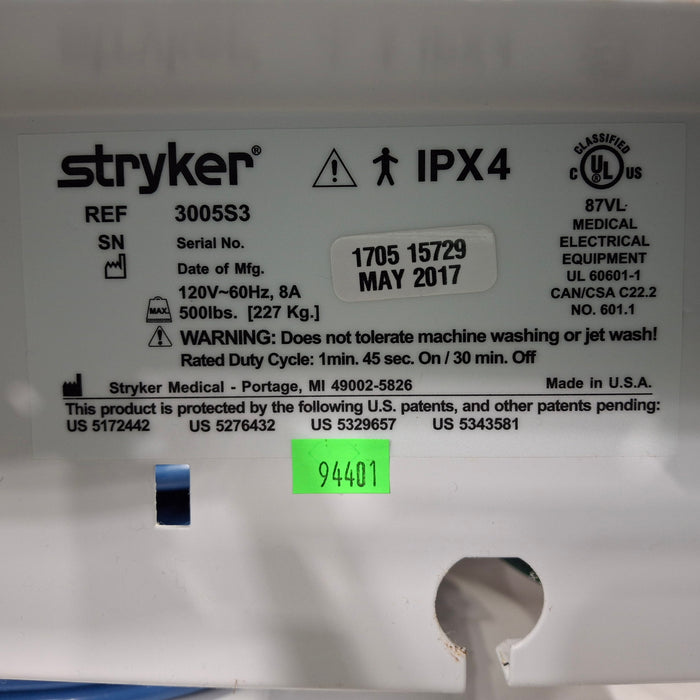 stryker®
IPX4
CLASSIFIED
C UL US
REF 3005S3
87VL
MEDICAL
ELECTRICAL
EQUIPMENT
UL 60601-1
CAN/CSA C22.2
NO. 601.1
SN Serial No.
Date of Mfg.
1705 15729
MAY 2017
120V~60Hz, 8A
MAX. 500lbs. [227 Kg.]
WARNING: Does not tolerate machine washing or jet wash!
Rated Duty Cycle: 1min. 45 sec. On / 30 min. Off
Stryker Medical - Portage, MI 49002-5826 Made in U.S.A.
This product is protected by the following U.S. patents, and other patents pending:
US 5172442 US 5276432 US 5329657 US 5343581
94401